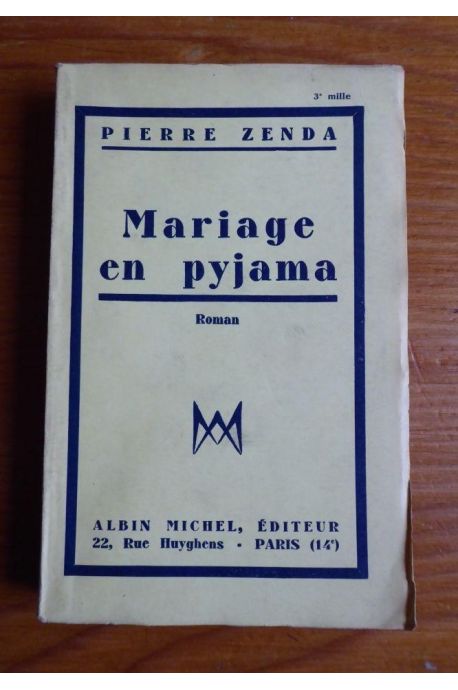 3e mille
PIERRE ZENDA
Mariage
en pyjama
Roman
ALBIN MICHEL, ÉDITEUR
22, Rue Huyghens - PARIS (14e)